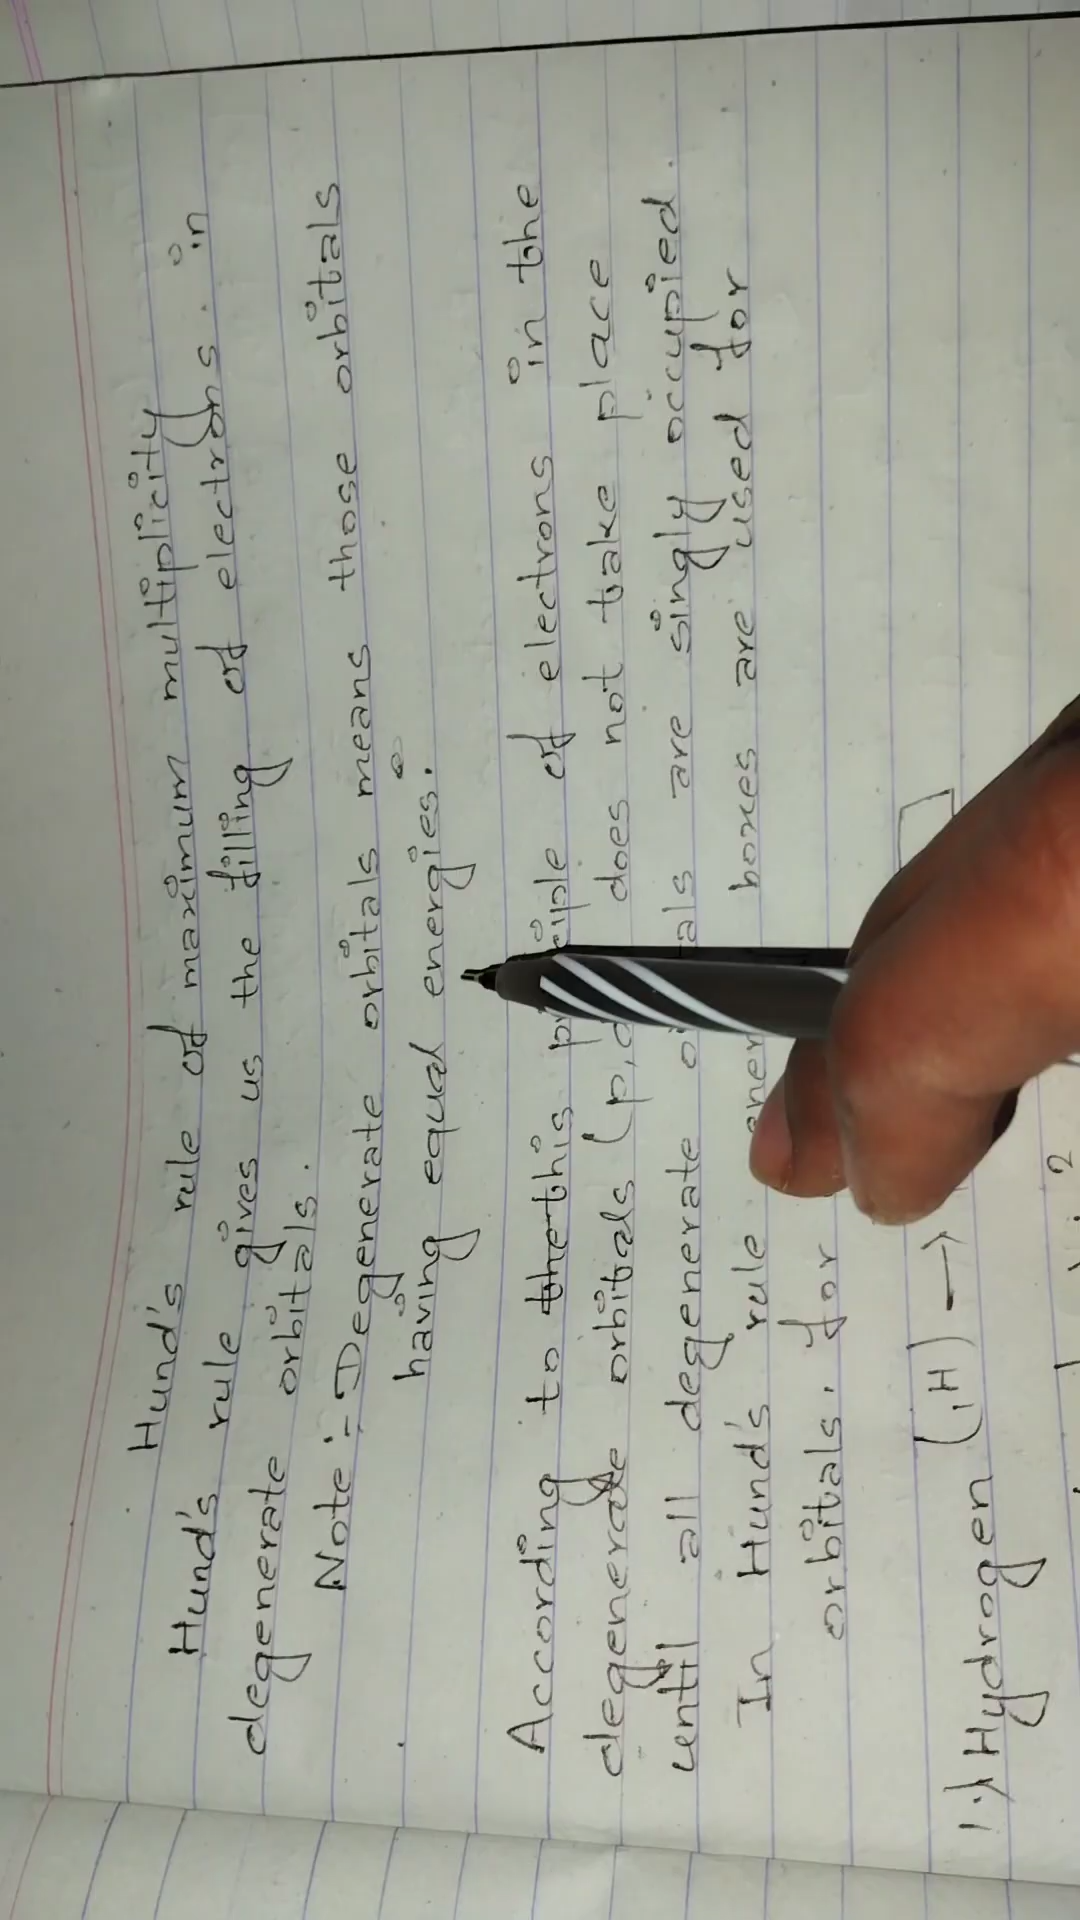 Hund's rule of maximum multiplicity
Hund's rule gives us the filling of electrons in
degenerate orbitals.
Note :- Degenerate orbitals means those orbitals
having equal energies.
According to the this of electrons in the
degenerate orbitals (p,d does not take place
until all degenerate are singly occupied.
In Hund's rule boxes are used for
orbitals. for
1.) Hydrogen (₁H) →
2